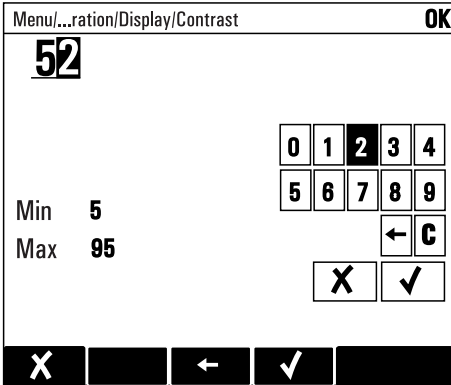 Menu/...ration/Display/Contrast OK
52
0 1 2 3 4
5 6 7 8 9
Min 5
← C
Max 95
✗ ✓
✗ ← ✓